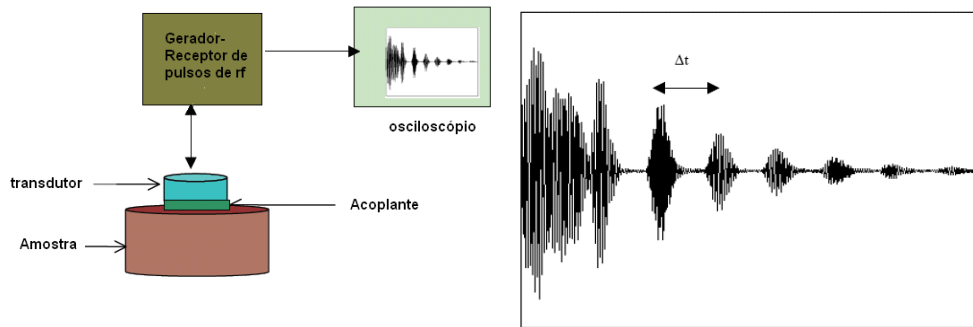 Gerador-
Receptor de
pulsos de rf
osciloscópio
transdutor
Acoplante
Amostra
Δt